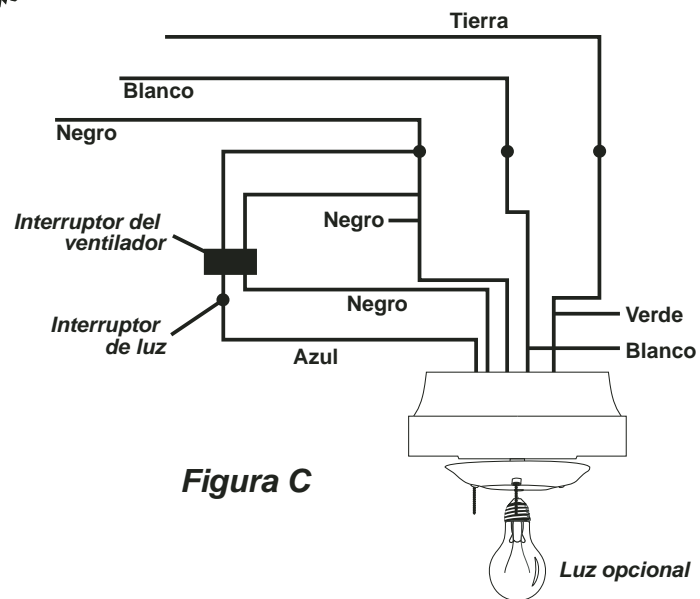 Tierra
Blanco
Negro
Interruptor del
ventilador
Negro
Negro
Interruptor
de luz
Verde
Azul
Blanco
Figura C
Luz opcional